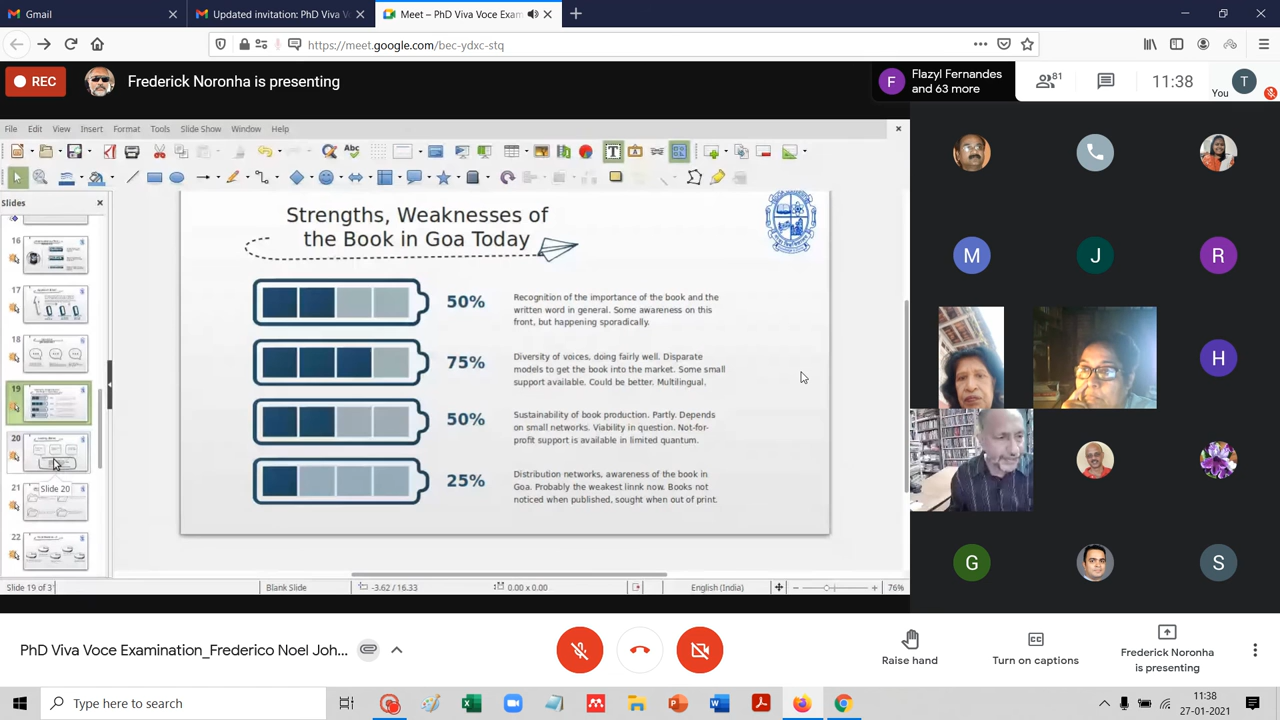 Gmail
Updated invitation: PhD Viva V
Meet – PhD Viva Voce Exam
https://meet.google.com/bec-ydxc-stq
REC
Frederick Noronha is presenting
F
Flazyl Fernandes
and 63 more
81
11:38
You
T
File Edit View Insert Format Tools Slide Show Window Help
Slides
16
17
18
19
20
Slide 20
21
22
Strengths, Weaknesses of
the Book in Goa Today
50%
Recognition of the importance of the book and the
written word in general. Some awareness on this
front, but happening sporadically.
75%
Diversity of voices, doing fairly well. Disparate
models to get the book into the market. Some small
support available. Could be better. Multilingual.
50%
Sustainability of book production. Partly. Depends
on small networks. Viability in question. Not-for-
profit support is available in limited quantum.
25%
Distribution networks, awareness of the book in
Goa. Probably the weakest linnk now. Books not
noticed when published, sought when out of print.
M
J
R
H
G
S
Slide 19 of 31
Blank Slide
-3.62 / 16.33
0.00 x 0.00
English (India)
76%
PhD Viva Voce Examination_Frederico Noel Joh...
Raise hand
Turn on captions
Frederick Noronha
is presenting
Type here to search
11:38
27-01-2021